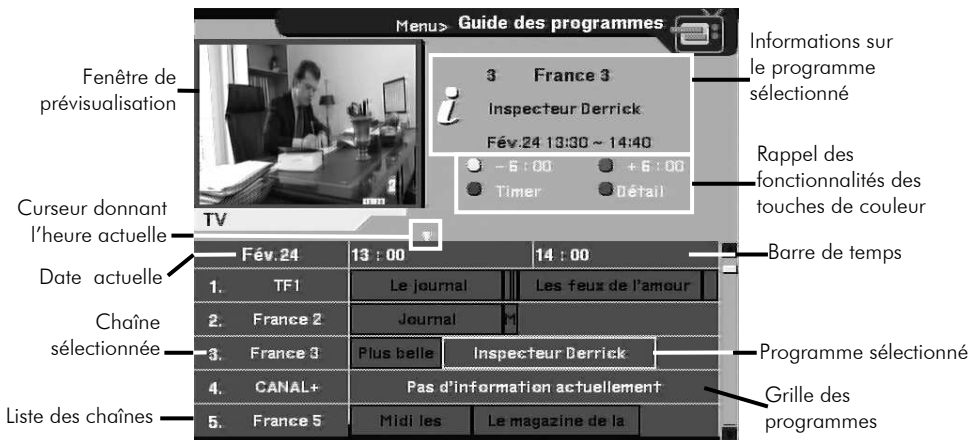 Menu> Guide des programmes
Fenêtre de
prévisualisation
3 France 3
Inspecteur Derrick
Fév.24 13:30 ~ 14:40
Informations sur
le programme
sélectionné
- 6:00 + 6:00
Timer Détail
Rappel des
fonctionnalités des
touches de couleur
TV
Curseur donnant
l'heure actuelle
Date actuelle
Fév.24 13:00 14:00
Barre de temps
1. TF1 Le journal Les feux de l'amour
2. France 2 Journal M
Chaîne
sélectionnée
3. France 3 Plus belle Inspecteur Derrick
Programme sélectionné
4. CANAL+ Pas d'information actuellement
Grille des
programmes
Liste des chaînes
5. France 5 Midi les Le magazine de la